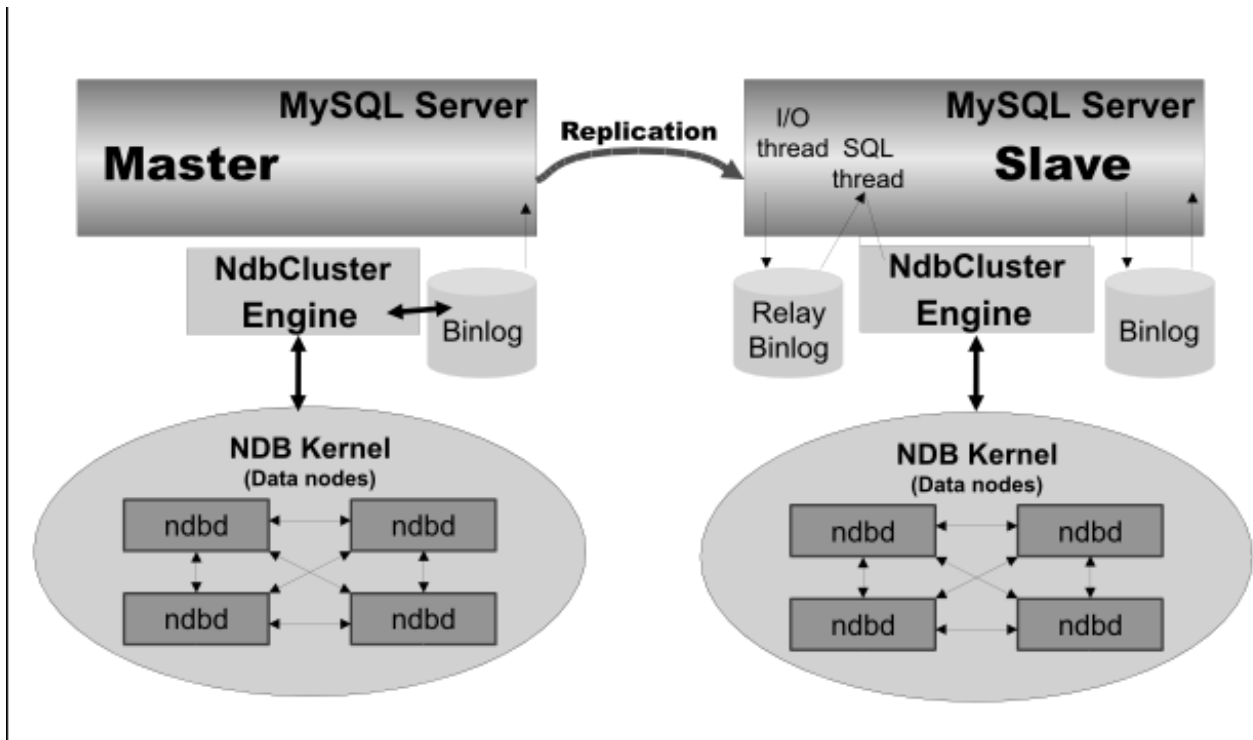 MySQL Server
Master
Replication
MySQL Server
I/O
thread
SQL
thread
Slave
NdbCluster
Engine
Binlog
Relay
Binlog
NdbCluster
Engine
Binlog
NDB Kernel
(Data nodes)
ndbd
ndbd
ndbd
ndbd
NDB Kernel
(Data nodes)
ndbd
ndbd
ndbd
ndbd